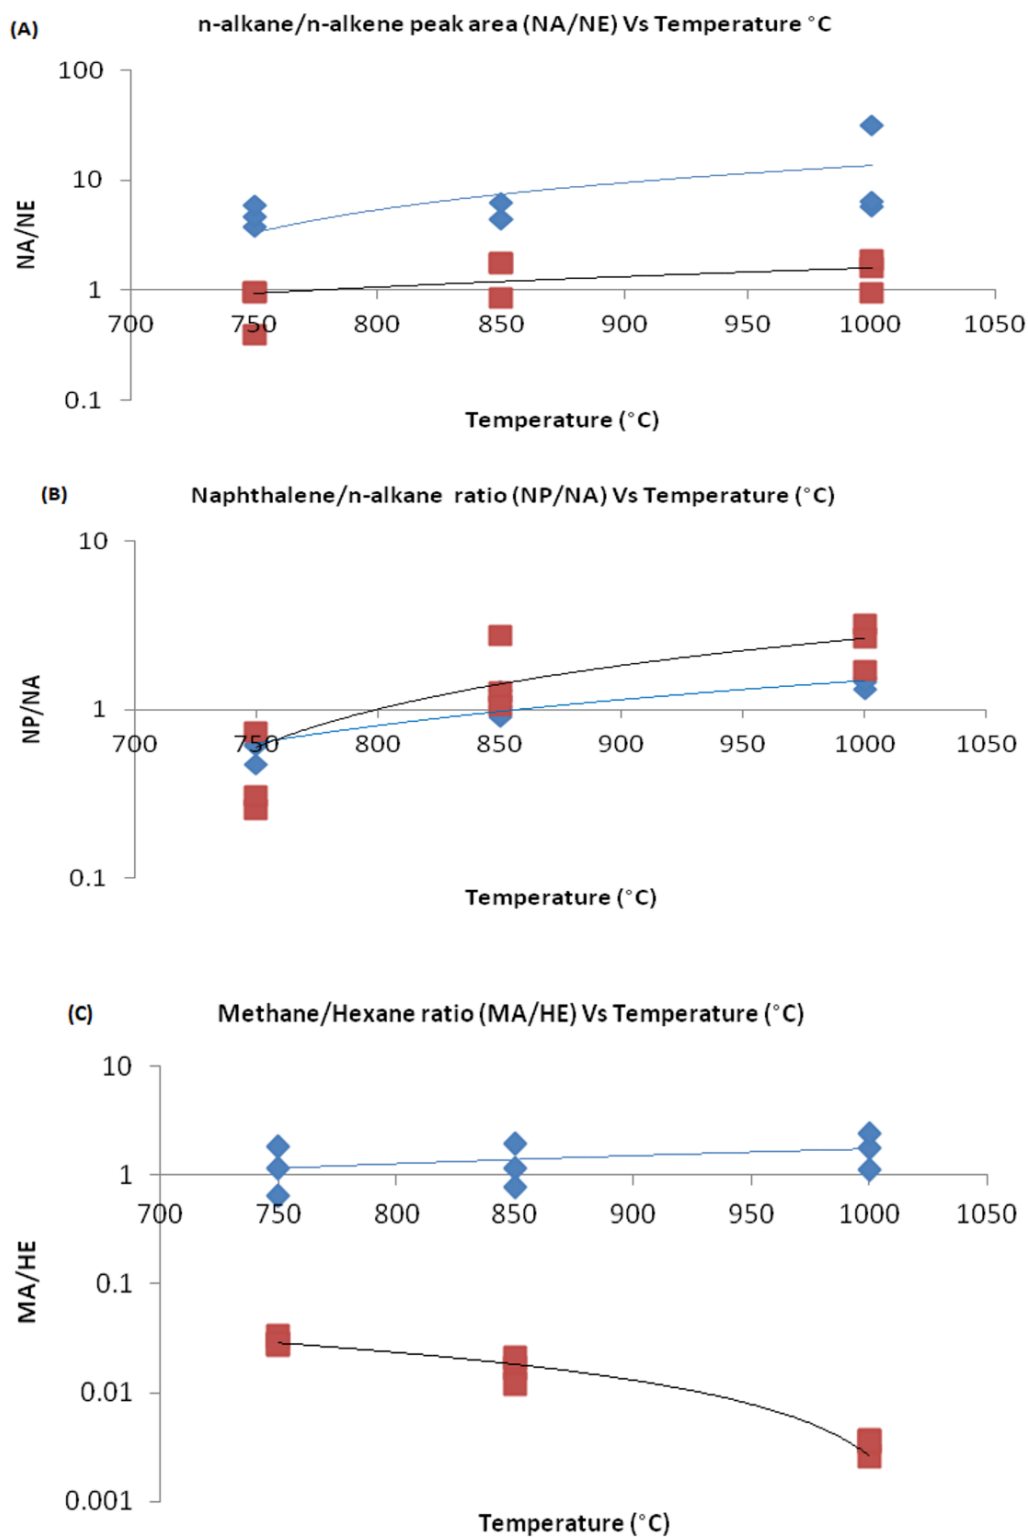 (A)
n-alkane/n-alkene peak area (NA/NE) Vs Temperature °C
100
10
1
0.1
NA/NE
700 750 800 850 900 950 1000 1050
Temperature (°C)
(B)
Naphthalene/n-alkane ratio (NP/NA) Vs Temperature (°C)
10
1
0.1
NP/NA
700 750 800 850 900 950 1000 1050
Temperature (°C)
(C)
Methane/Hexane ratio (MA/HE) Vs Temperature (°C)
10
1
0.1
0.01
0.001
MA/HE
700 750 800 850 900 950 1000 1050
Temperature (°C)